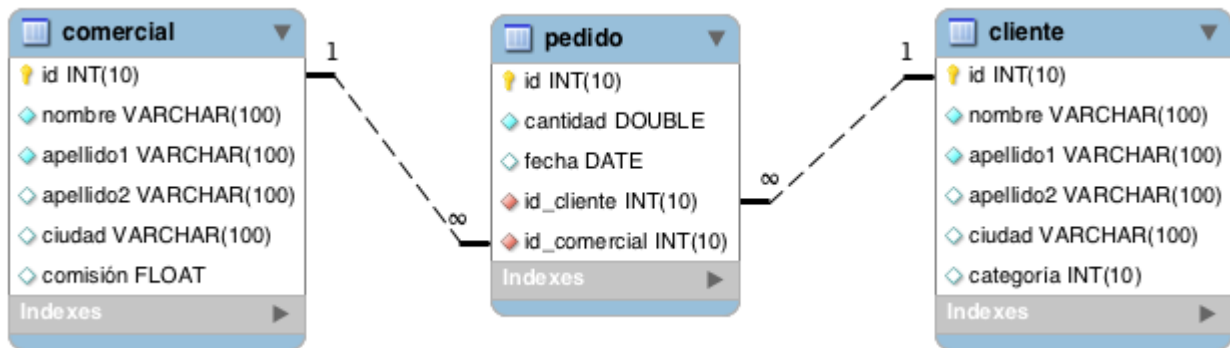 comercial
id INT(10)
nombre VARCHAR(100)
apellido1 VARCHAR(100)
apellido2 VARCHAR(100)
ciudad VARCHAR(100)
comisión FLOAT
Indexes
1
∞
pedido
id INT(10)
cantidad DOUBLE
fecha DATE
id_cliente INT(10)
id_comercial INT(10)
Indexes
∞
1
cliente
id INT(10)
nombre VARCHAR(100)
apellido1 VARCHAR(100)
apellido2 VARCHAR(100)
ciudad VARCHAR(100)
categoría INT(10)
Indexes